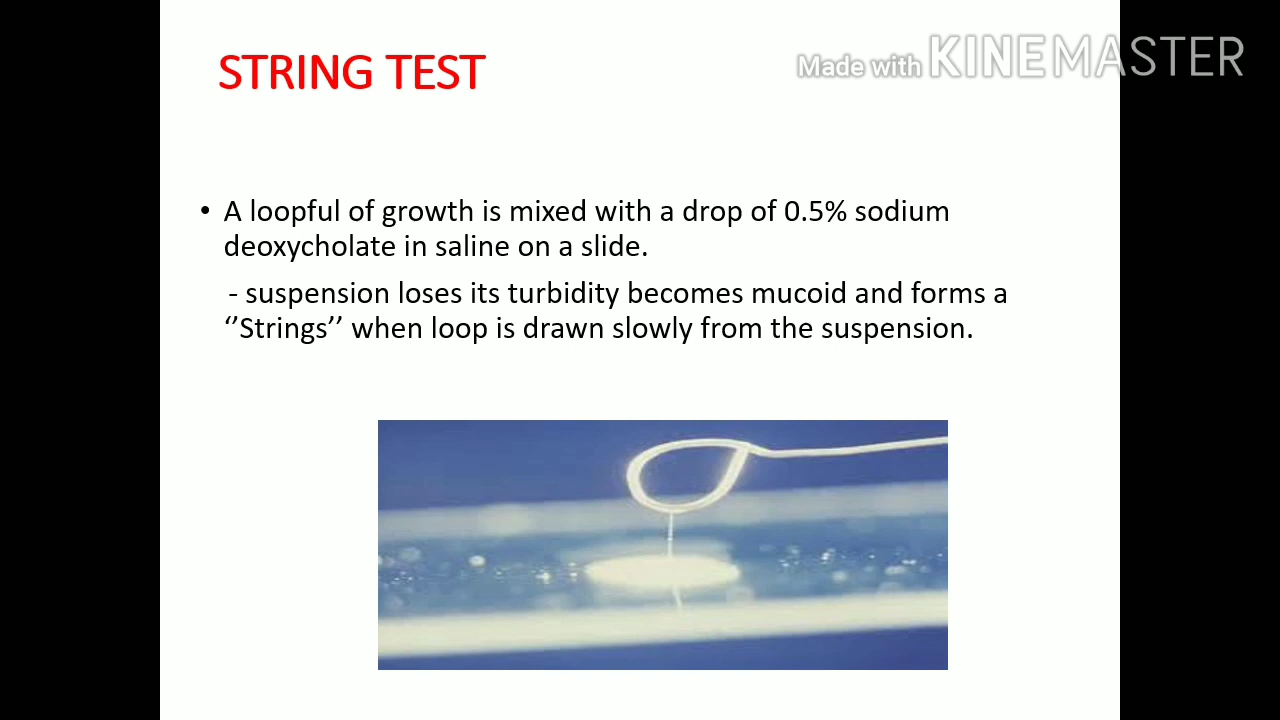 STRING TEST
Made with KINEMASTER
• A loopful of growth is mixed with a drop of 0.5% sodium
deoxycholate in saline on a slide.
- suspension loses its turbidity becomes mucoid and forms a
‘’Strings’’ when loop is drawn slowly from the suspension.